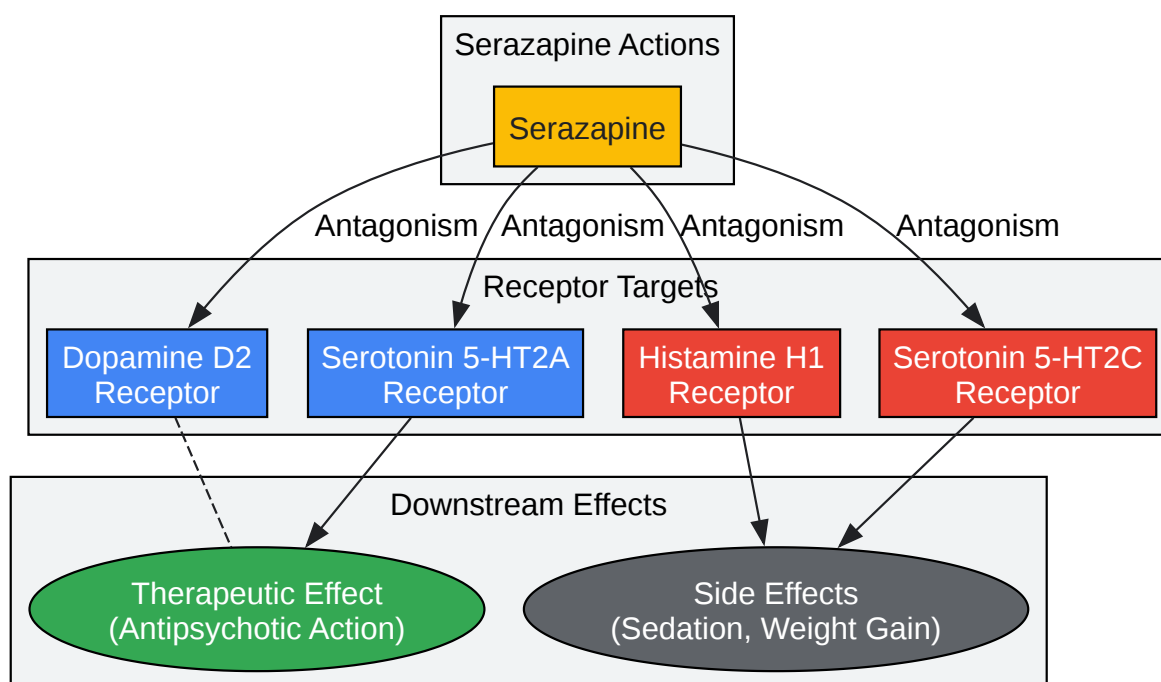 Serazapine Actions
Serazapine
Antagonism
Antagonism
Antagonism
Antagonism
Receptor Targets
Dopamine D2
Receptor
Serotonin 5-HT2A
Receptor
Histamine H1
Receptor
Serotonin 5-HT2C
Receptor
Downstream Effects
Therapeutic Effect
(Antipsychotic Action)
Side Effects
(Sedation, Weight Gain)